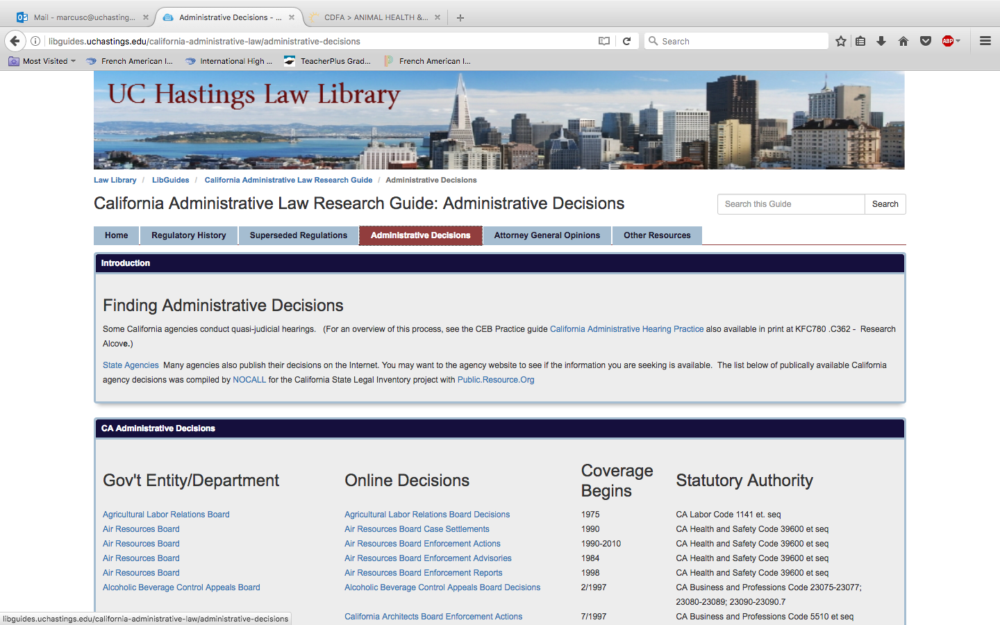 Mail - marcusc@uchasting...
Administrative Decisions - ...
CDFA > ANIMAL HEALTH &...
libguides.uchastings.edu/california-administrative-law/administrative-decisions
Search
ABP
Most Visited
French American I...
International High ...
TeacherPlus Grad...
French American I...
UC Hastings Law Library
Law Library / LibGuides / California Administrative Law Research Guide / Administrative Decisions
California Administrative Law Research Guide: Administrative Decisions
Search this Guide
Search
Home
Regulatory History
Superseded Regulations
Administrative Decisions
Attorney General Opinions
Other Resources
Introduction
Finding Administrative Decisions
Some California agencies conduct quasi-judicial hearings. (For an overview of this process, see the CEB Practice guide California Administrative Hearing Practice also available in print at KFC780 .C362 - Research
Alcove.)
State Agencies Many agencies also publish their decisions on the Internet. You may want to the agency website to see if the information you are seeking is available. The list below of publically available California
agency decisions was compiled by NOCALL for the California State Legal Inventory project with Public.Resource.Org
CA Administrative Decisions
Gov't Entity/Department
Online Decisions
Coverage
Begins
Statutory Authority
Agricultural Labor Relations Board
Agricultural Labor Relations Board Decisions
1975
CA Labor Code 1141 et. seq
Air Resources Board
Air Resources Board Case Settlements
1990
CA Health and Safety Code 39600 et seq
Air Resources Board
Air Resources Board Enforcement Actions
1990-2010
CA Health and Safety Code 39600 et seq
Air Resources Board
Air Resources Board Enforcement Advisories
1984
CA Health and Safety Code 39600 et seq
Air Resources Board
Air Resources Board Enforcement Reports
1998
CA Health and Safety Code 39600 et seq
Alcoholic Beverage Control Appeals Board
Alcoholic Beverage Control Appeals Board Decisions
2/1997
CA Business and Professions Code 23075-23077;
23080-23089; 23090-23090.7
California Architects Board Enforcement Actions
7/1997
CA Business and Professions Code 5510 et seq
libguides.uchastings.edu/california-administrative-law/administrative-decisions